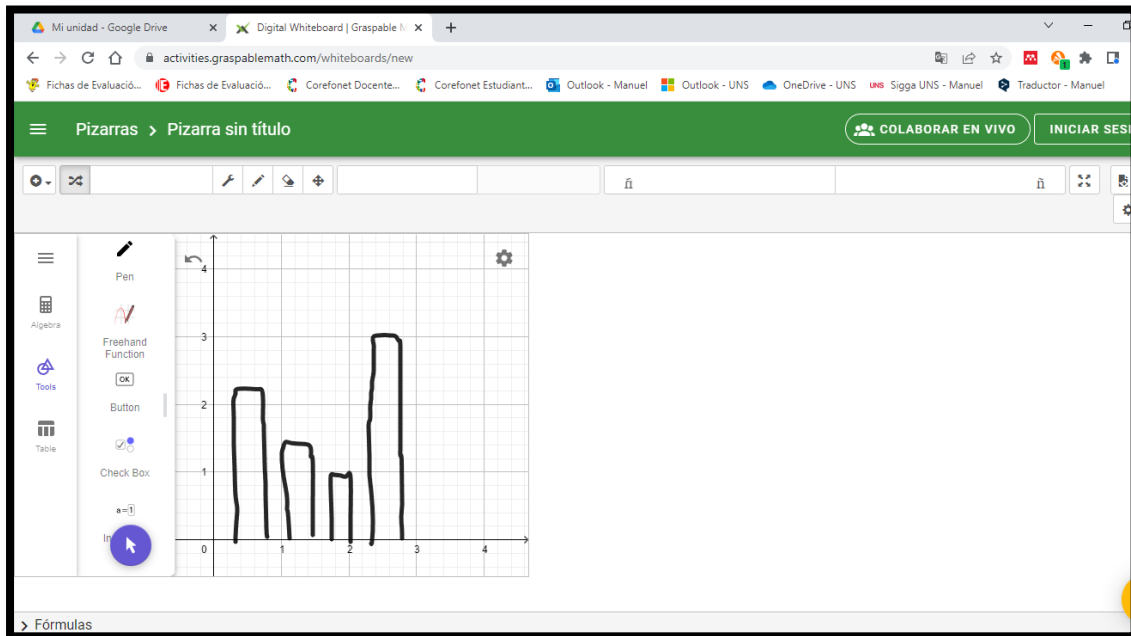 Mi unidad - Google Drive
Digital Whiteboard | Graspable M
activities.graspablemath.com/whiteboards/new
Fichas de Evaluació...
Fichas de Evaluació...
Corefonet Docente...
Corefonet Estudiant...
Outlook - Manuel
Outlook - UNS
OneDrive - UNS
UNS Sigga UNS - Manuel
Traductor - Manuel
Pizarras > Pizarra sin título
COLABORAR EN VIVO
INICIAR SESI
ñ
Algebra
Tools
Table
Pen
Freehand
Function
OK
Button
Check Box
a=1
In
4
3
2
1
0 1 2 3 4
Fórmulas